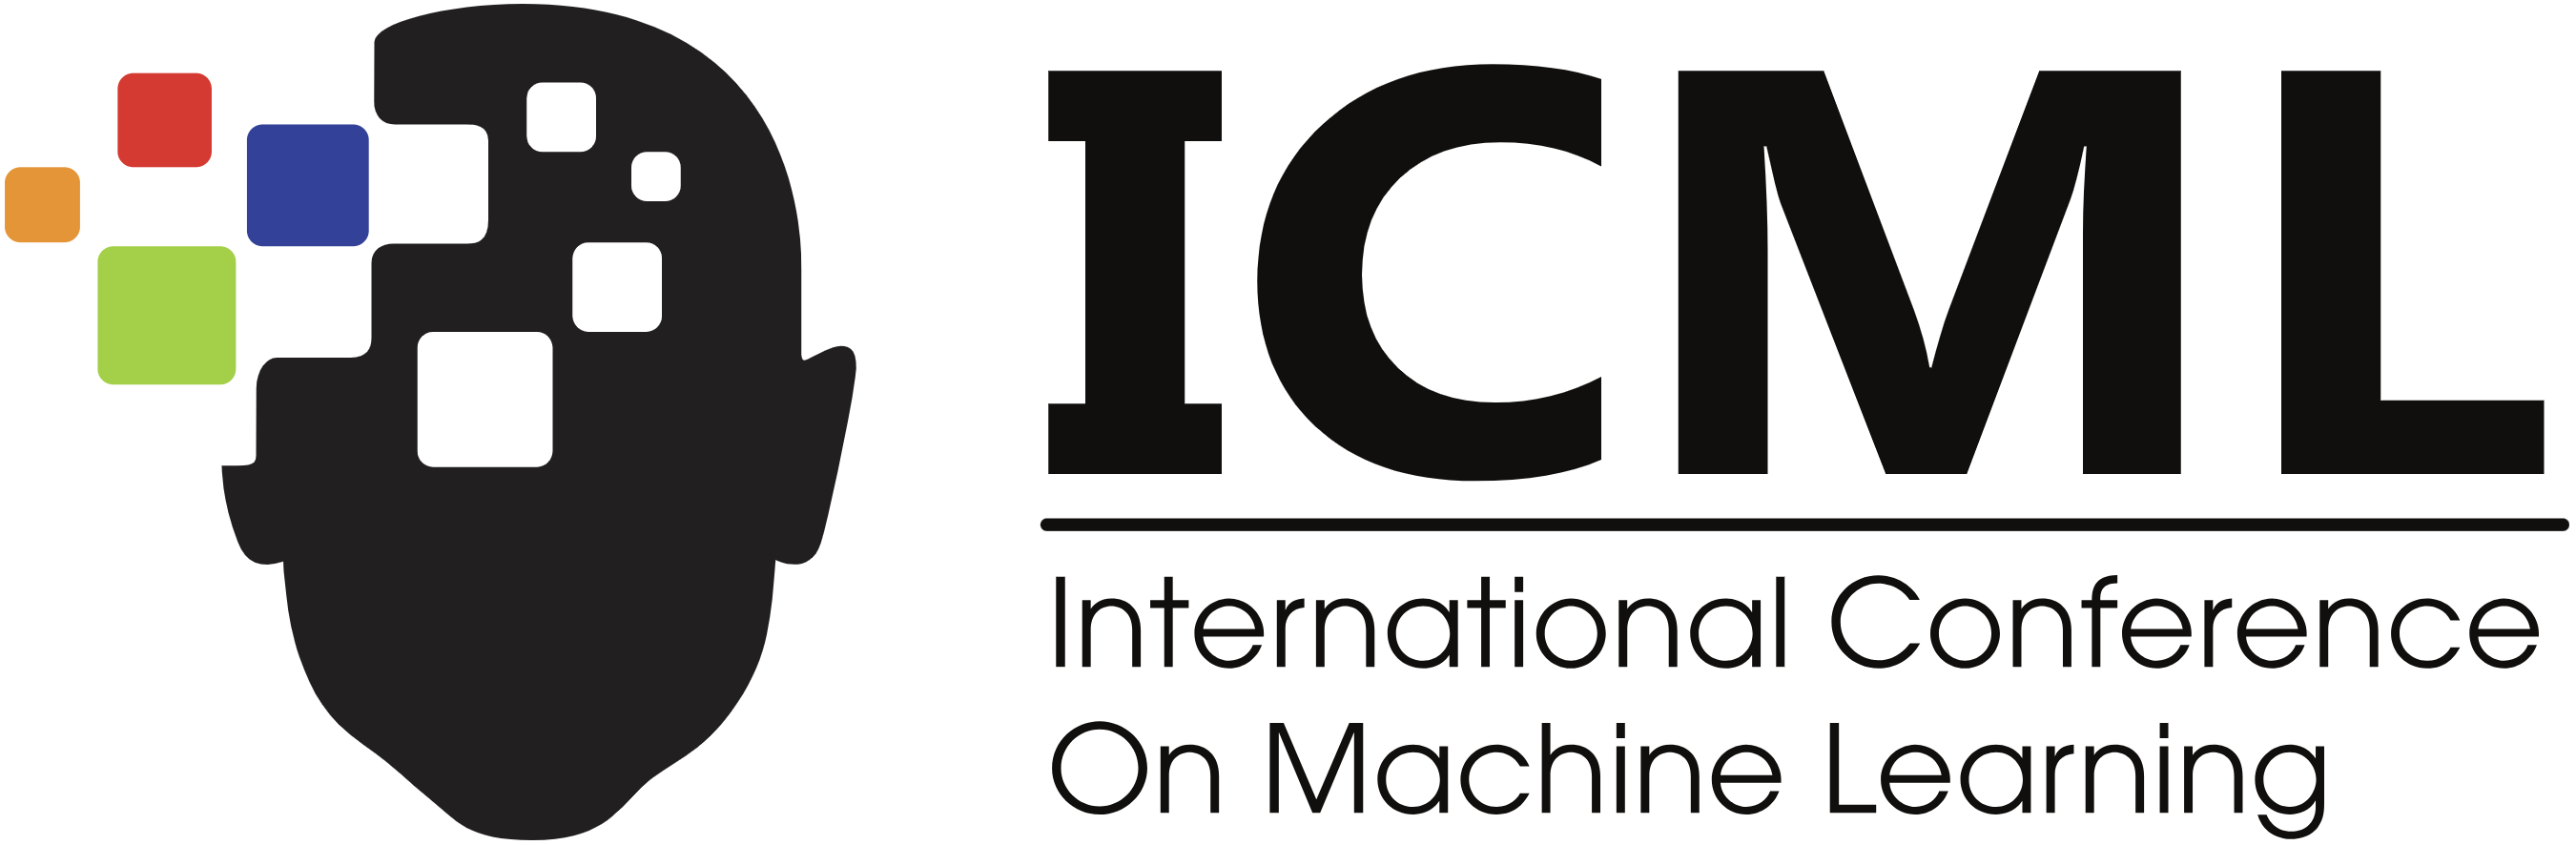 ICML
International Conference
On Machine Learning